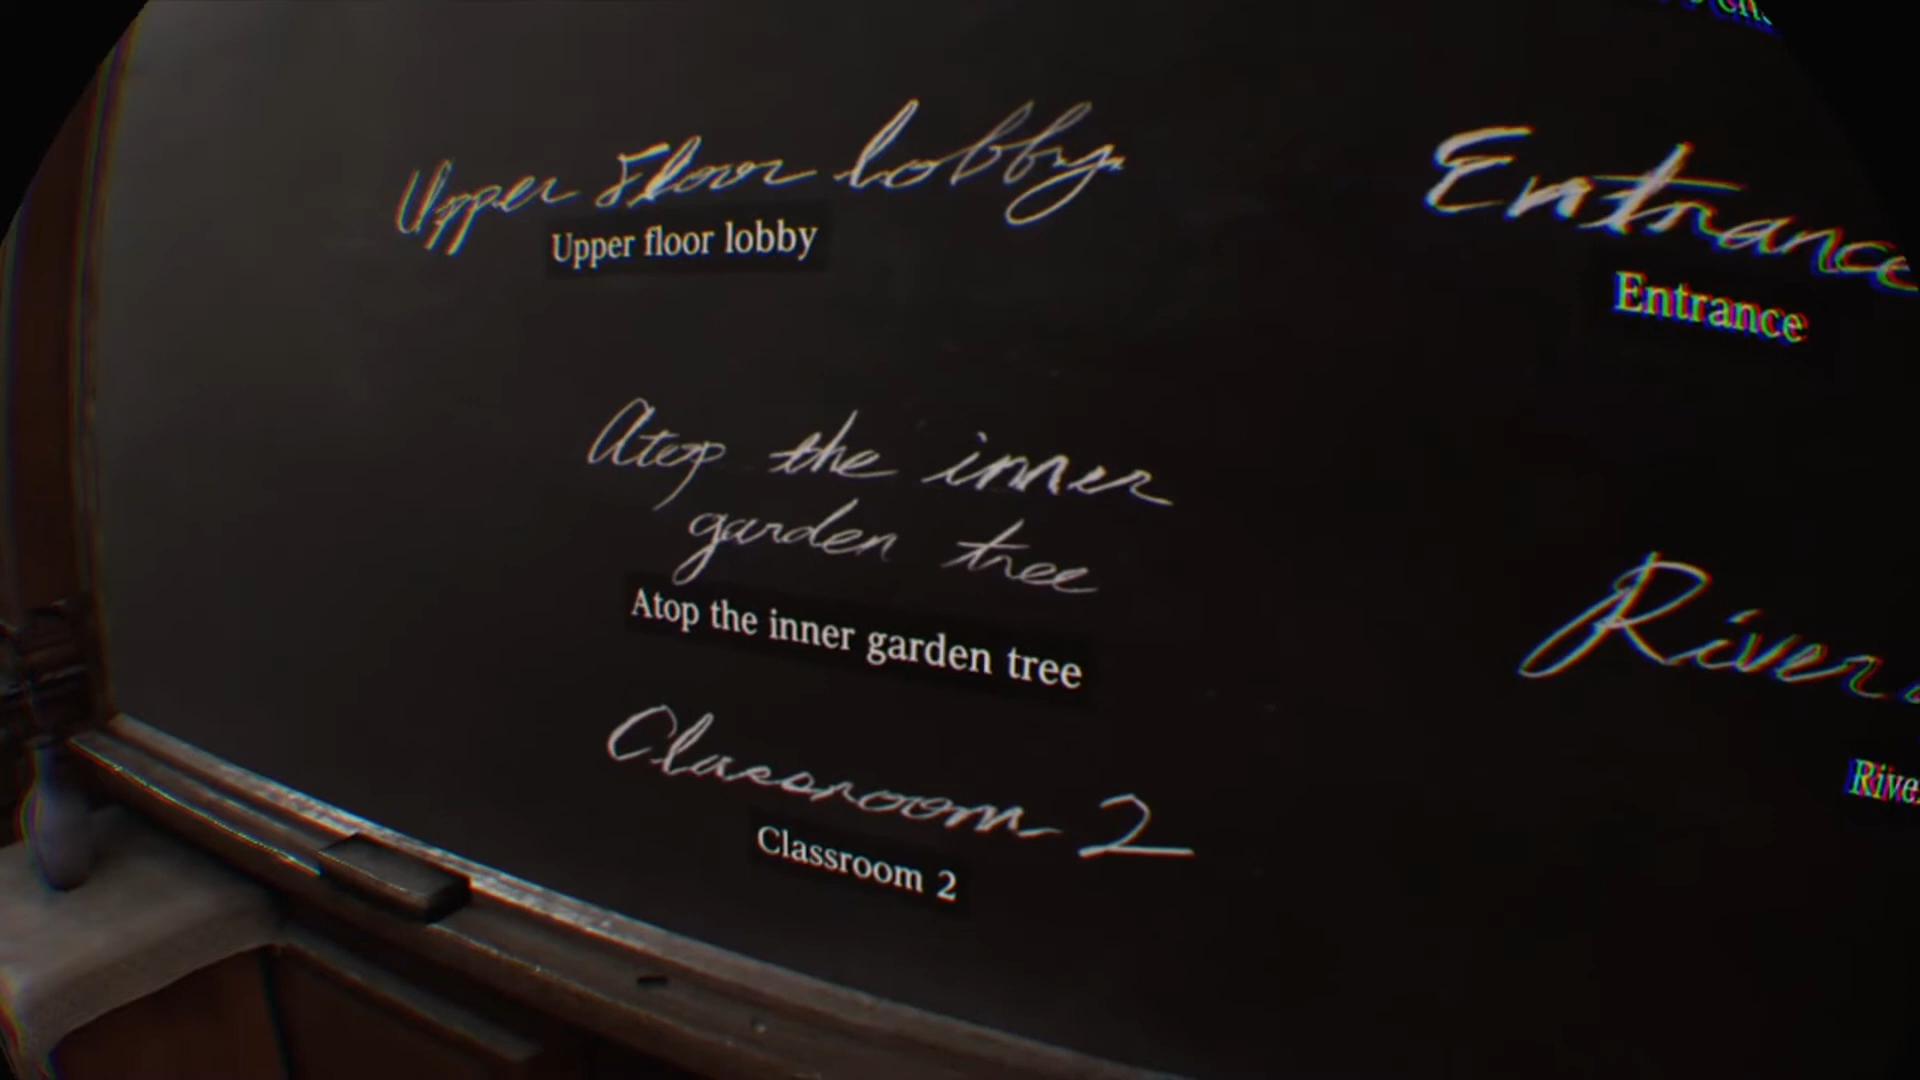 Upper Floor lobby
Upper floor lobby
Atop the inner
garden tree
Atop the inner garden tree
Classroom 2
Classroom 2
Entrance
Entrance
River